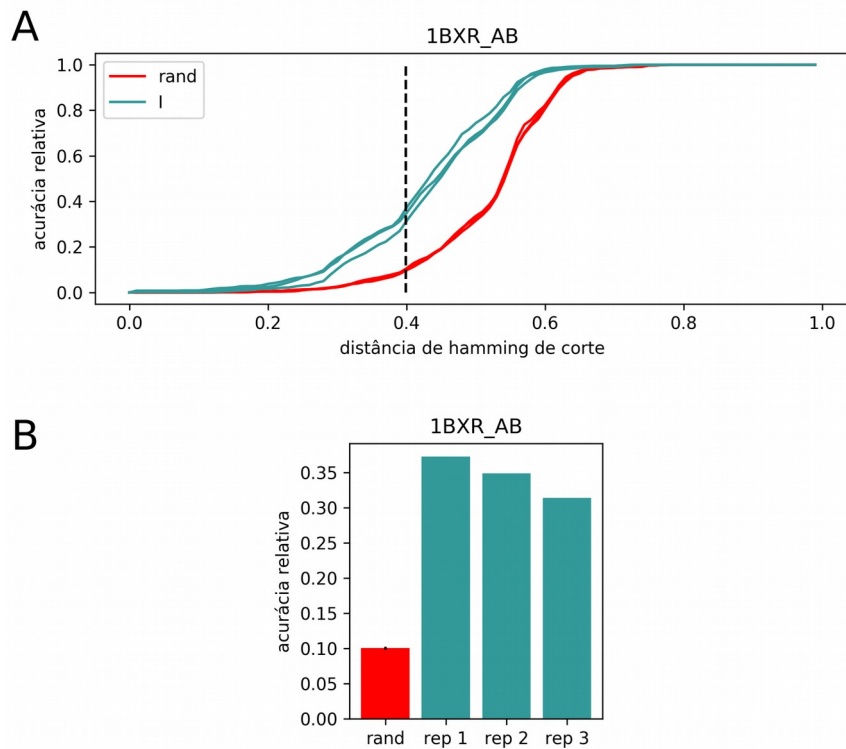 A
1BXR_AB
rand
I
acurácia relativa
1.0
0.8
0.6
0.4
0.2
0.0
0.0 0.2 0.4 0.6 0.8 1.0
distância de hamming de corte
B
1BXR_AB
acurácia relativa
0.35
0.30
0.25
0.20
0.15
0.10
0.05
0.00
rand rep 1 rep 2 rep 3